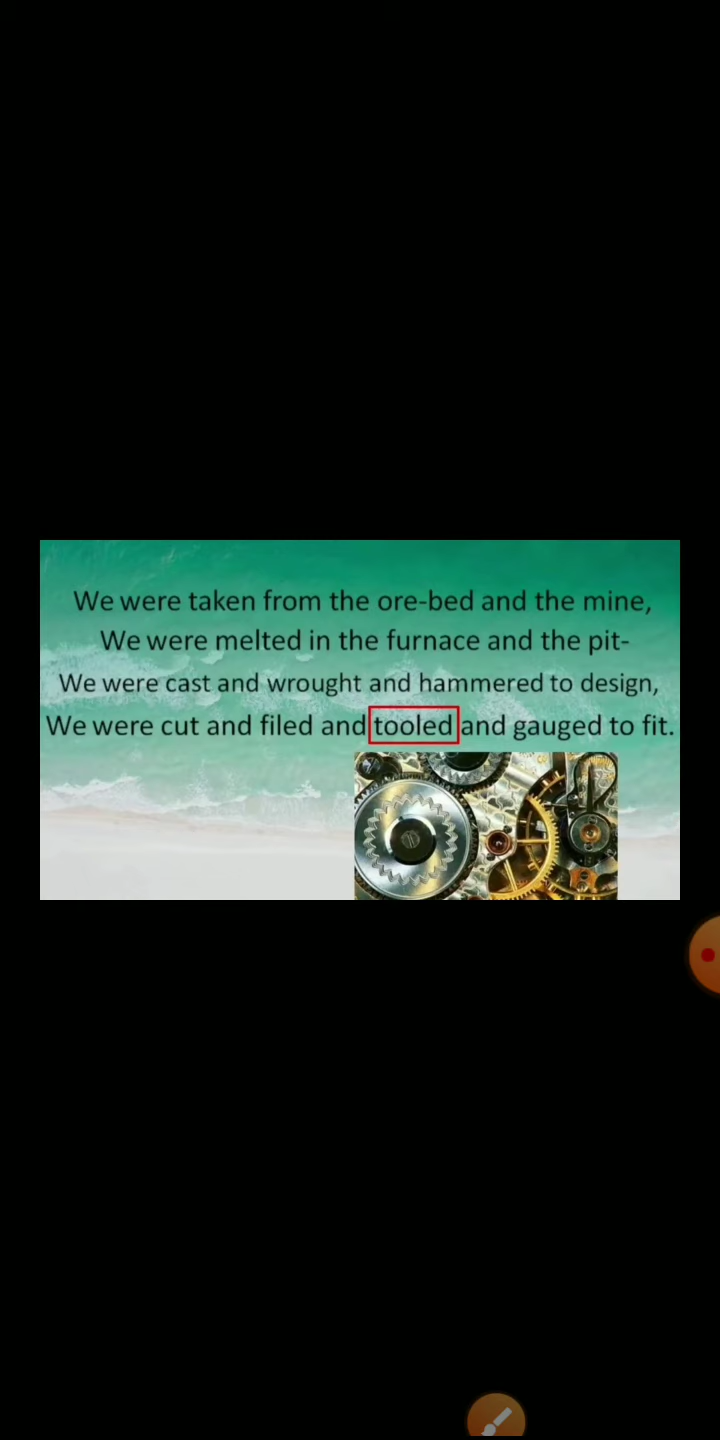 We were taken from the ore-bed and the mine,
We were melted in the furnace and the pit-
We were cast and wrought and hammered to design,
We were cut and filed and tooled and gauged to fit.